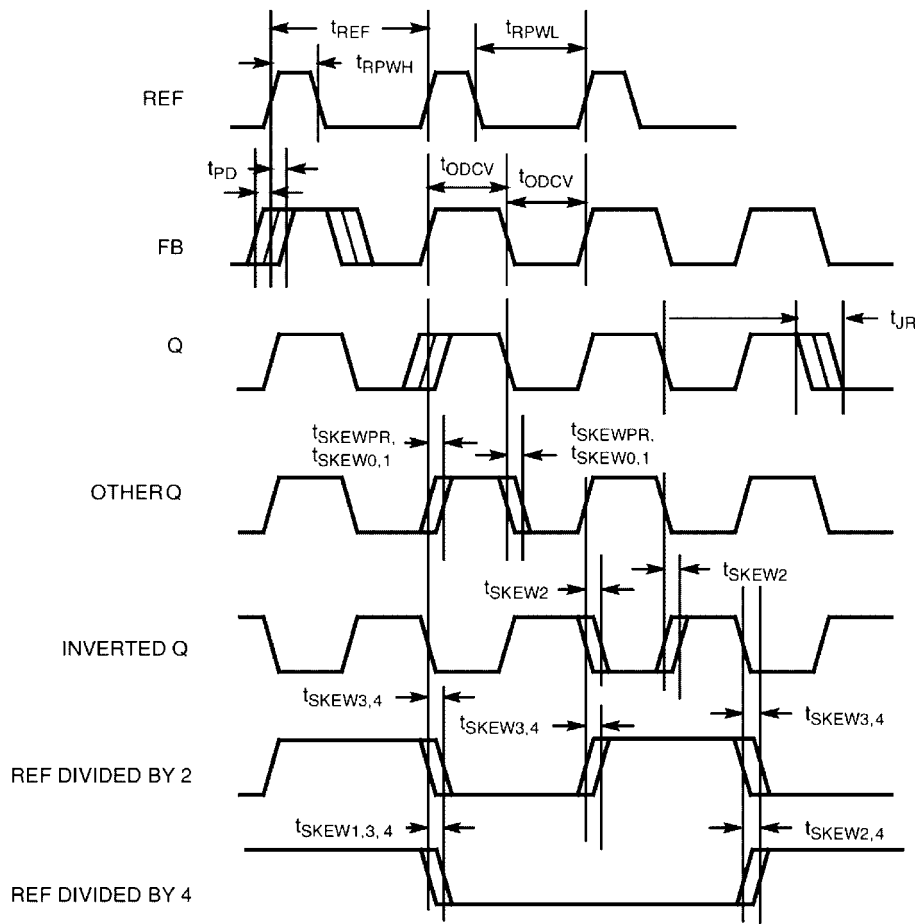 tREF
tRPWL
tRPWH
REF
tPD
tODCV
tODCV
FB
tJR
Q
tSKEWPR,
tSKEW0,1
tSKEWPR,
tSKEW0,1
OTHER Q
tSKEW2
tSKEW2
INVERTED Q
tSKEW3,4
tSKEW3,4
tSKEW3,4
REF DIVIDED BY 2
tSKEW1,3, 4
tSKEW2,4
REF DIVIDED BY 4